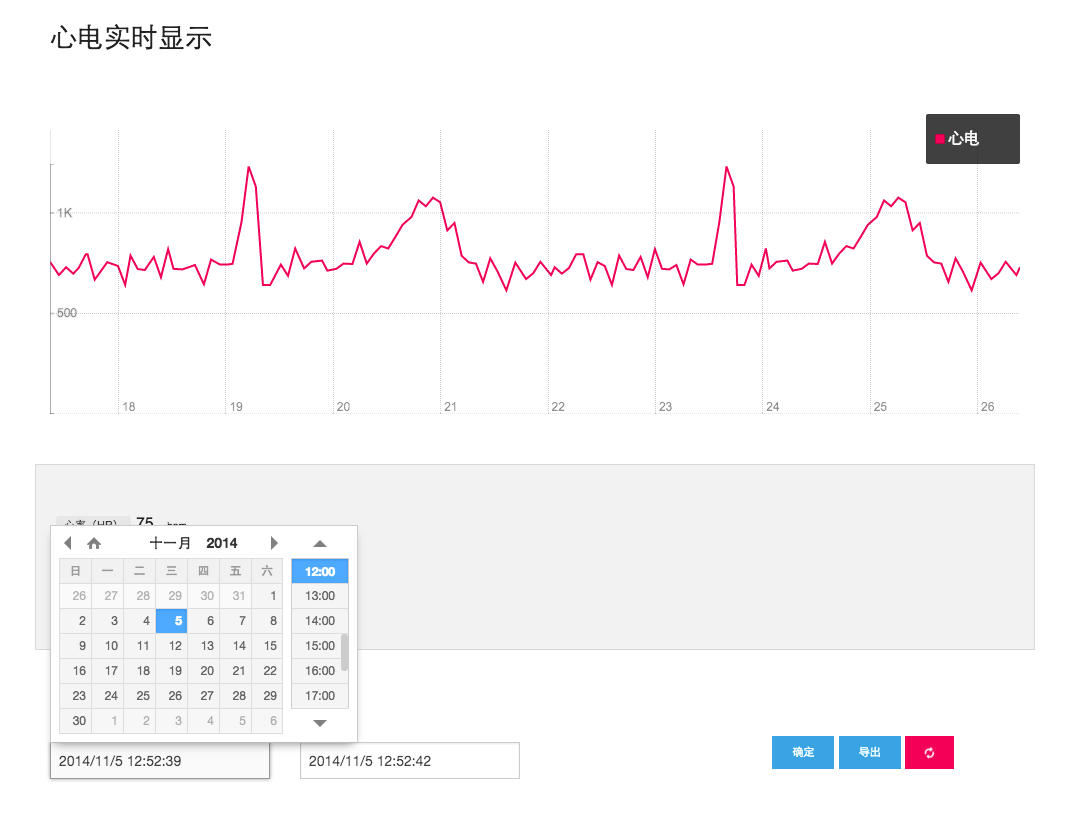 心电实时显示
心电
1K
500
18 19 20 21 22 23 24 25 26
心率（HR） 75 bpm
十一月 2014
日 一 二 三 四 五 六 12:00
26 27 28 29 30 31 1 13:00
2 3 4 5 6 7 8 14:00
9 10 11 12 13 14 15 15:00
16 17 18 19 20 21 22 16:00
23 24 25 26 27 28 29 17:00
30 1 2 3 4 5 6
2014/11/5 12:52:39 2014/11/5 12:52:42 确定 导出